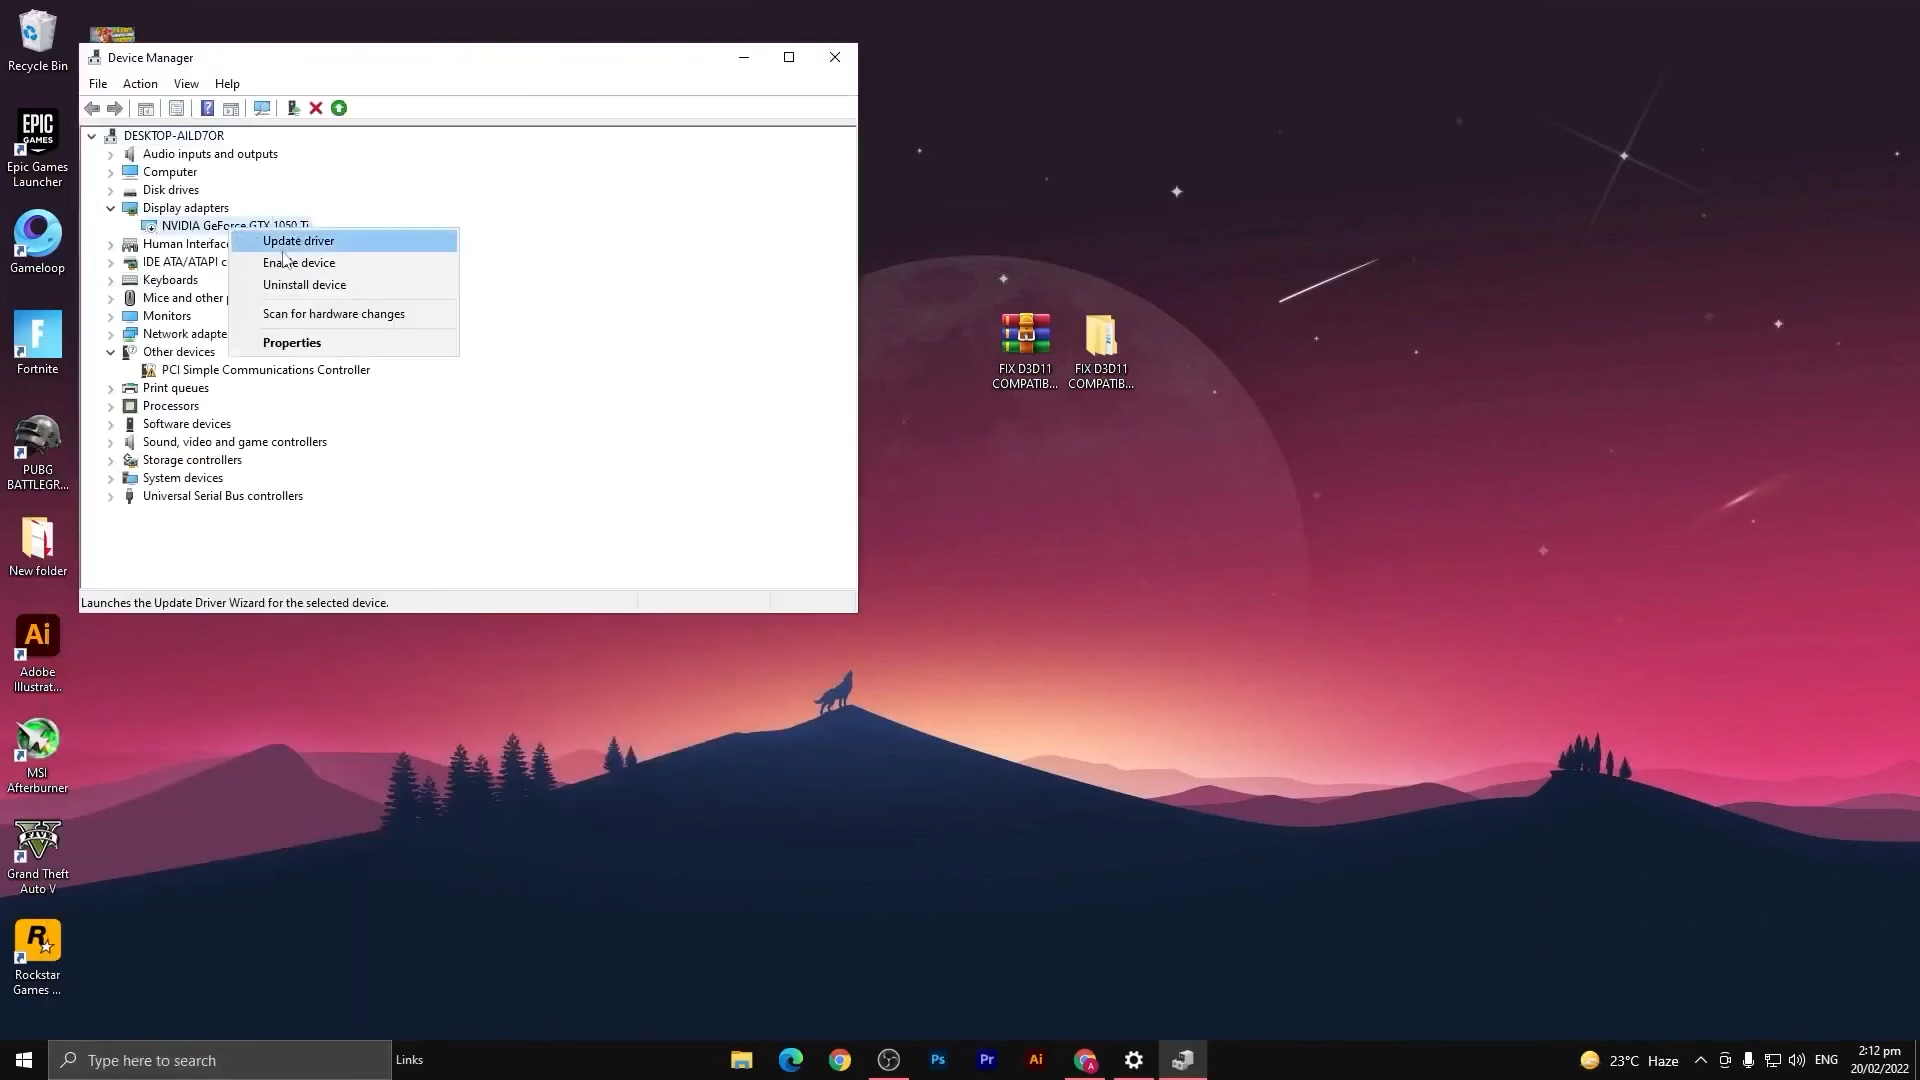 Recycle Bin
EPIC
GAMES
Epic Games
Launcher
Gameloop
Fortnite
PUBG
BATTLEGR...
New folder
Ai
Adobe
Illustrat...
MSI
Afterburner
FIVE
Grand Theft
Auto V
R
Rockstar
Games ...
Device Manager
File Action View Help
DESKTOP-AILD7OR
Audio inputs and outputs
Computer
Disk drives
Display adapters
NVIDIA GeForce GTX 1050 Ti
Human Interface
IDE ATA/ATAPI c
Keyboards
Mice and other p
Monitors
Network adapte
Other devices
PCI Simple Communications Controller
Print queues
Processors
Software devices
Sound, video and game controllers
Storage controllers
System devices
Universal Serial Bus controllers
Update driver
Enable device
Uninstall device
Scan for hardware changes
Properties
Launches the Update Driver Wizard for the selected device.
FIX D3D11
COMPATIB...
FIX D3D11
COMPATIB...
Type here to search
Links
Ps
Pr
Ai
A
23°C Haze
ENG
2:12 pm
20/02/2022